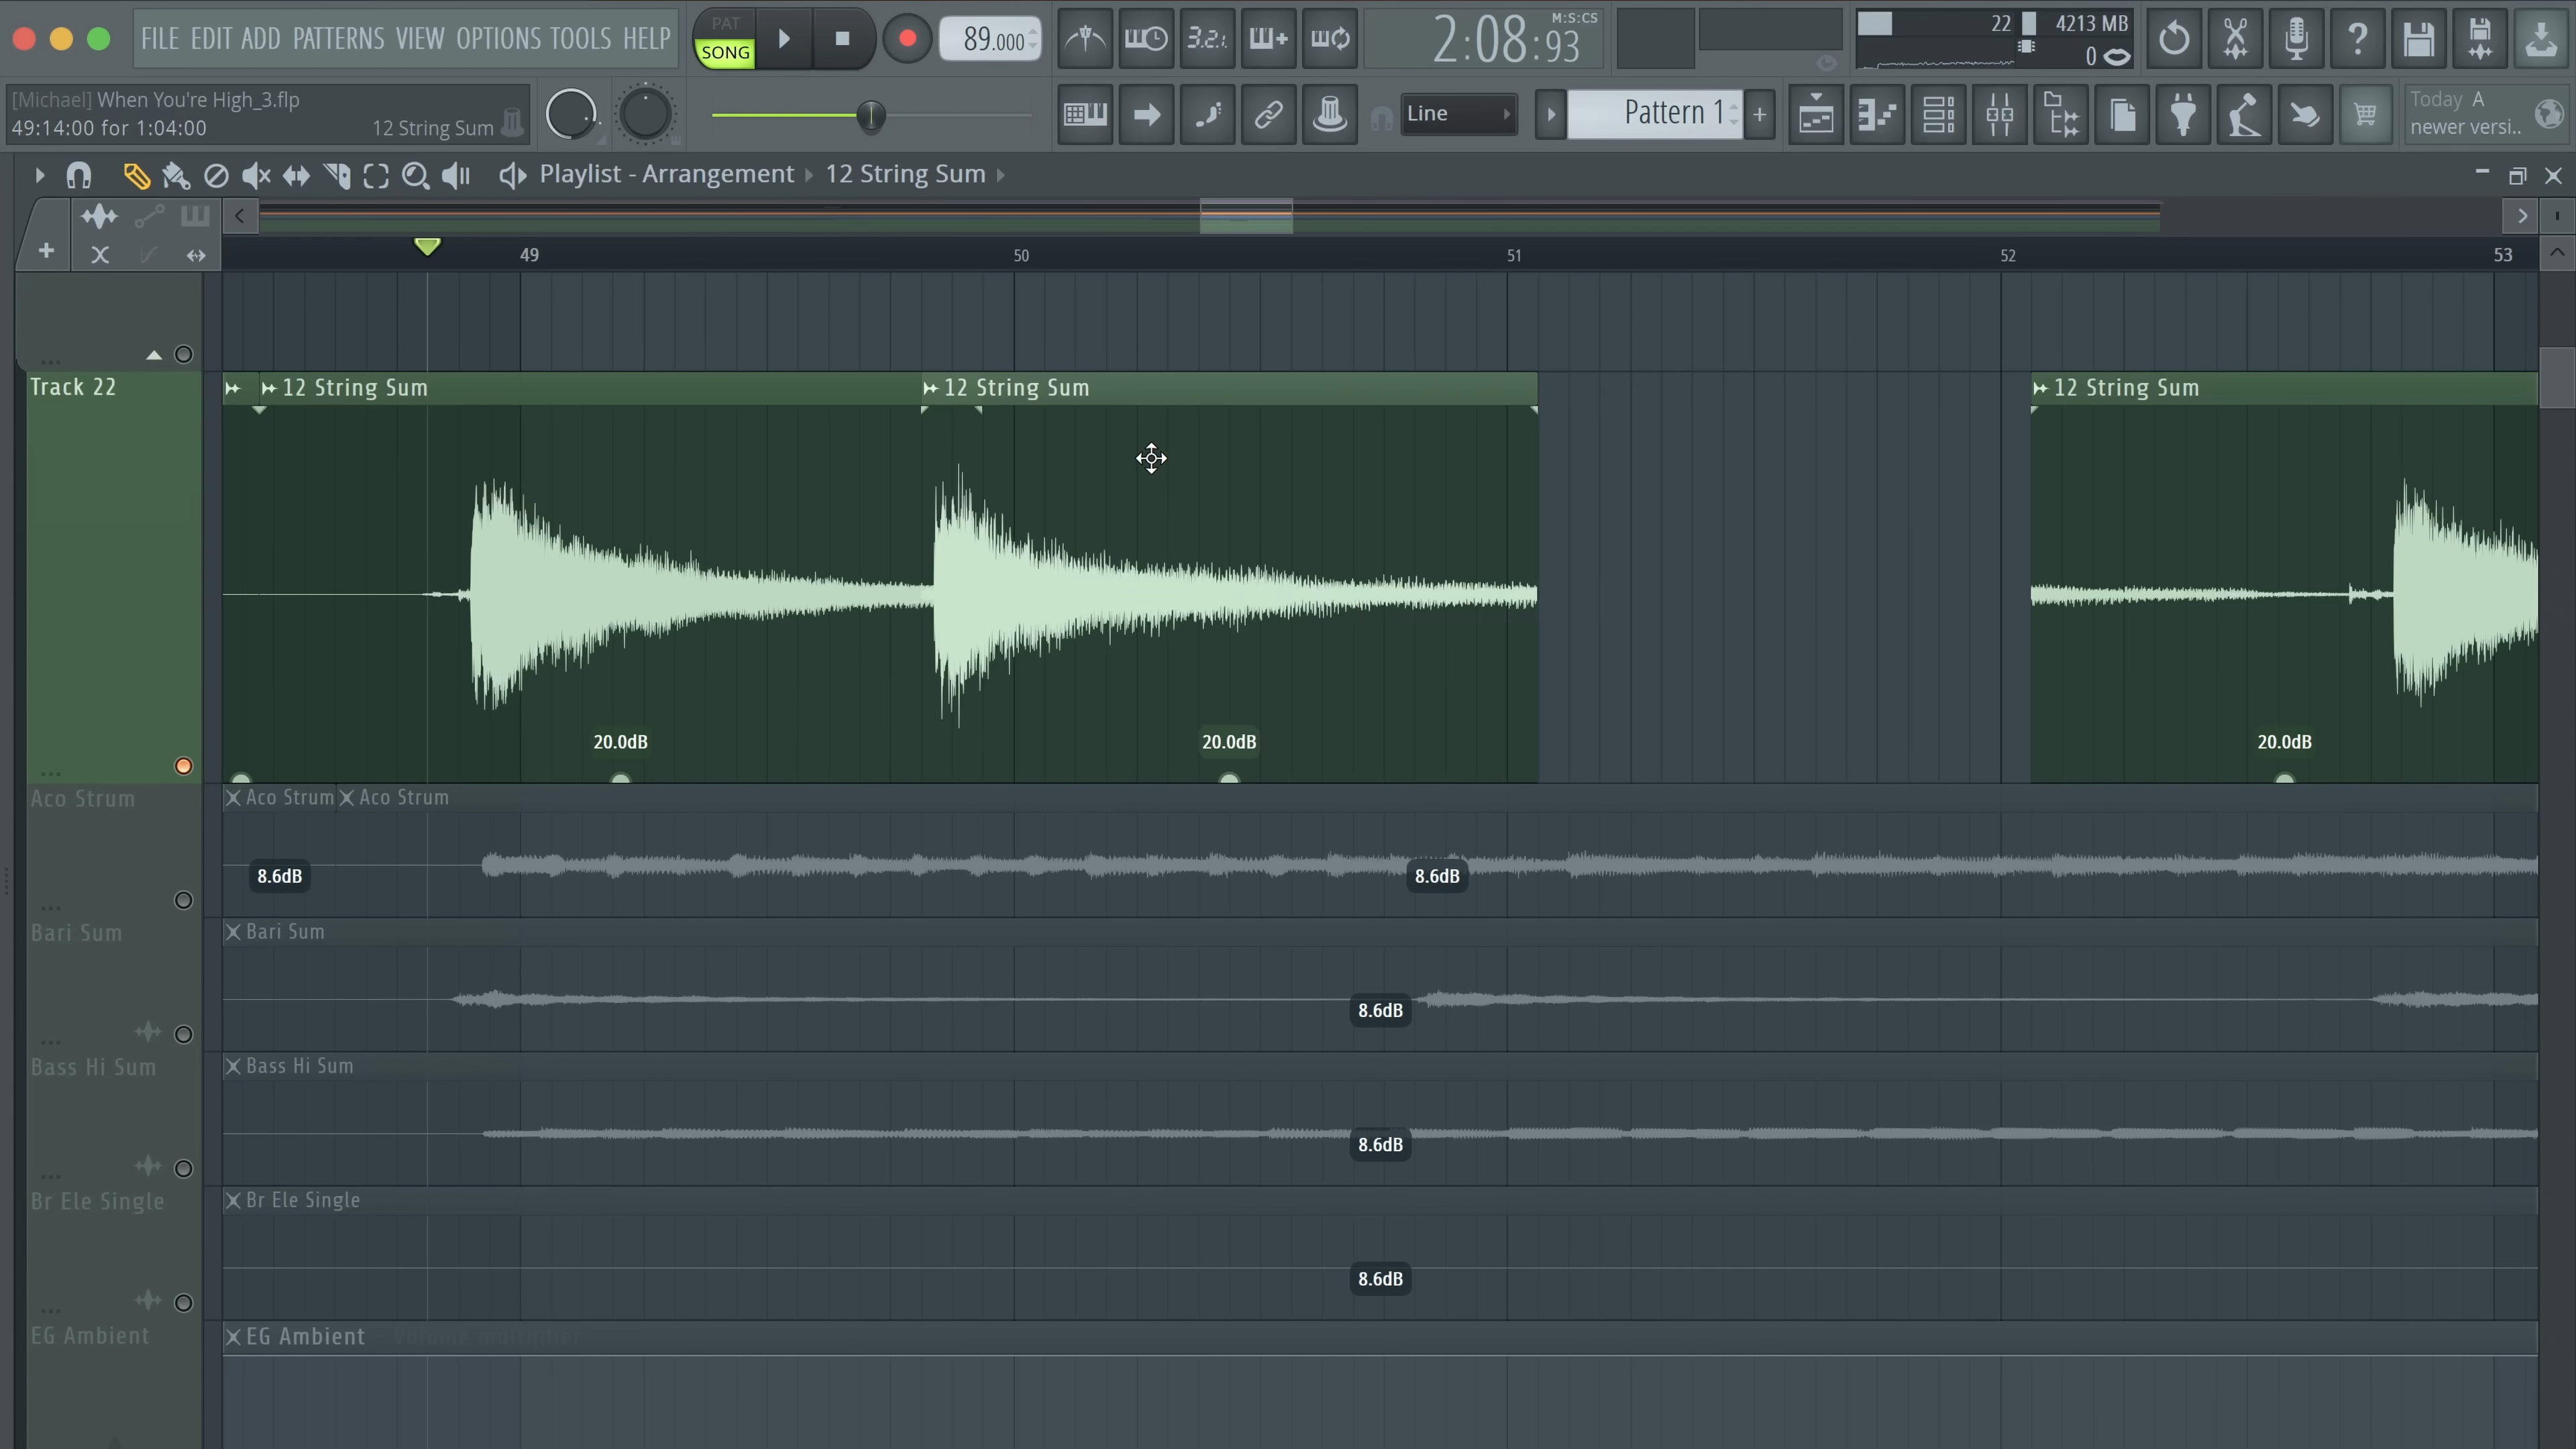 FILE EDIT ADD PATTERNS VIEW OPTIONS TOOLS HELP
PAT
SONG
89.000
3.2.1.
M:S:CS
2:08:93
22
4213 MB
0
?
[Michael] When You're High_3.flp
49:14:00 for 1:04:00
12 String Sum
Line
Pattern 1
+
Today A
newer versi..
Playlist - Arrangement
12 String Sum
+
49
50
51
52
53
Track 22
12 String Sum
12 String Sum
12 String Sum
20.0dB
20.0dB
20.0dB
Aco Strum
Aco Strum
Aco Strum
8.6dB
8.6dB
Bari Sum
Bari Sum
8.6dB
Bass Hi Sum
Bass Hi Sum
8.6dB
Br Ele Single
Br Ele Single
8.6dB
EG Ambient
EG Ambient